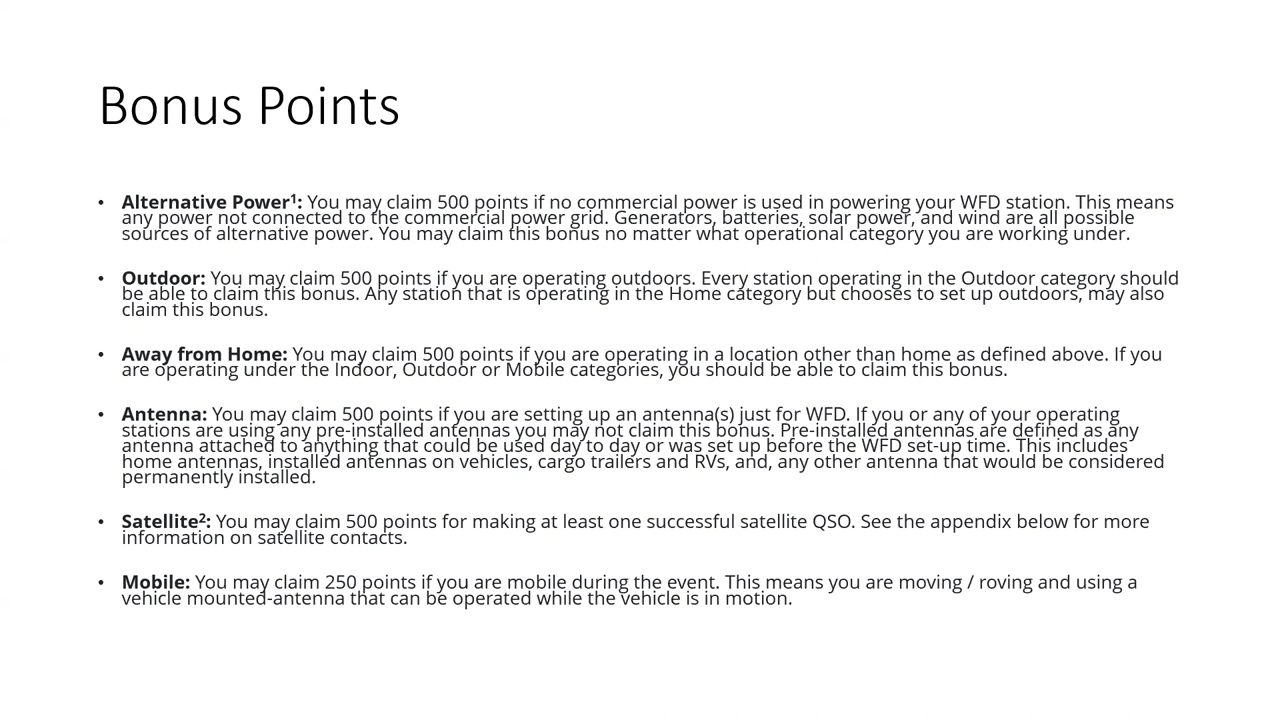 Bonus Points
• Alternative Power¹: You may claim 500 points if no commercial power is used in powering your WFD station. This means
any power not connected to the commercial power grid. Generators, batteries, solar power, and wind are all possible
sources of alternative power. You may claim this bonus no matter what operational category you are working under.
• Outdoor: You may claim 500 points if you are operating outdoors. Every station operating in the Outdoor category should
be able to claim this bonus. Any station that is operating in the Home category but chooses to set up outdoors, may also
claim this bonus.
• Away from Home: You may claim 500 points if you are operating in a location other than home as defined above. If you
are operating under the Indoor, Outdoor or Mobile categories, you should be able to claim this bonus.
• Antenna: You may claim 500 points if you are setting up an antenna(s) just for WFD. If you or any of your operating
stations are using any pre-installed antennas you may not claim this bonus. Pre-installed antennas are defined as any
antenna attached to anything that could be used day to day or was set up before the WFD set-up time. This includes
home antennas, installed antennas on vehicles, cargo trailers and RVs, and, any other antenna that would be considered
permanently installed.
• Satellite²: You may claim 500 points for making at least one successful satellite QSO. See the appendix below for more
information on satellite contacts.
• Mobile: You may claim 250 points if you are mobile during the event. This means you are moving / roving and using a
vehicle mounted-antenna that can be operated while the vehicle is in motion.